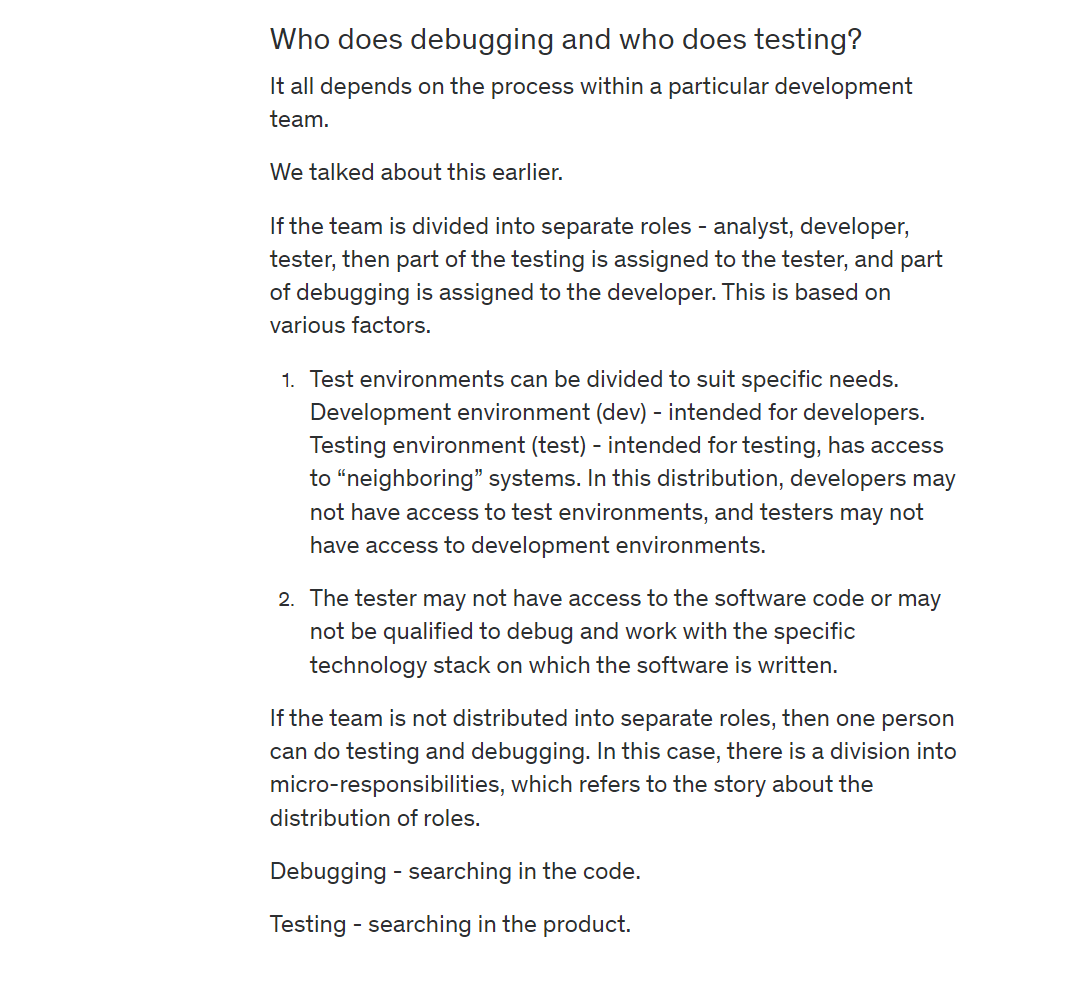 Who does debugging and who does testing?
It all depends on the process within a particular development
team.
We talked about this earlier.
If the team is divided into separate roles - analyst, developer,
tester, then part of the testing is assigned to the tester, and part
of debugging is assigned to the developer. This is based on
various factors.
1. Test environments can be divided to suit specific needs.
Development environment (dev) - intended for developers.
Testing environment (test) - intended for testing, has access
to “neighboring” systems. In this distribution, developers may
not have access to test environments, and testers may not
have access to development environments.
2. The tester may not have access to the software code or may
not be qualified to debug and work with the specific
technology stack on which the software is written.
If the team is not distributed into separate roles, then one person
can do testing and debugging. In this case, there is a division into
micro-responsibilities, which refers to the story about the
distribution of roles.
Debugging - searching in the code.
Testing - searching in the product.